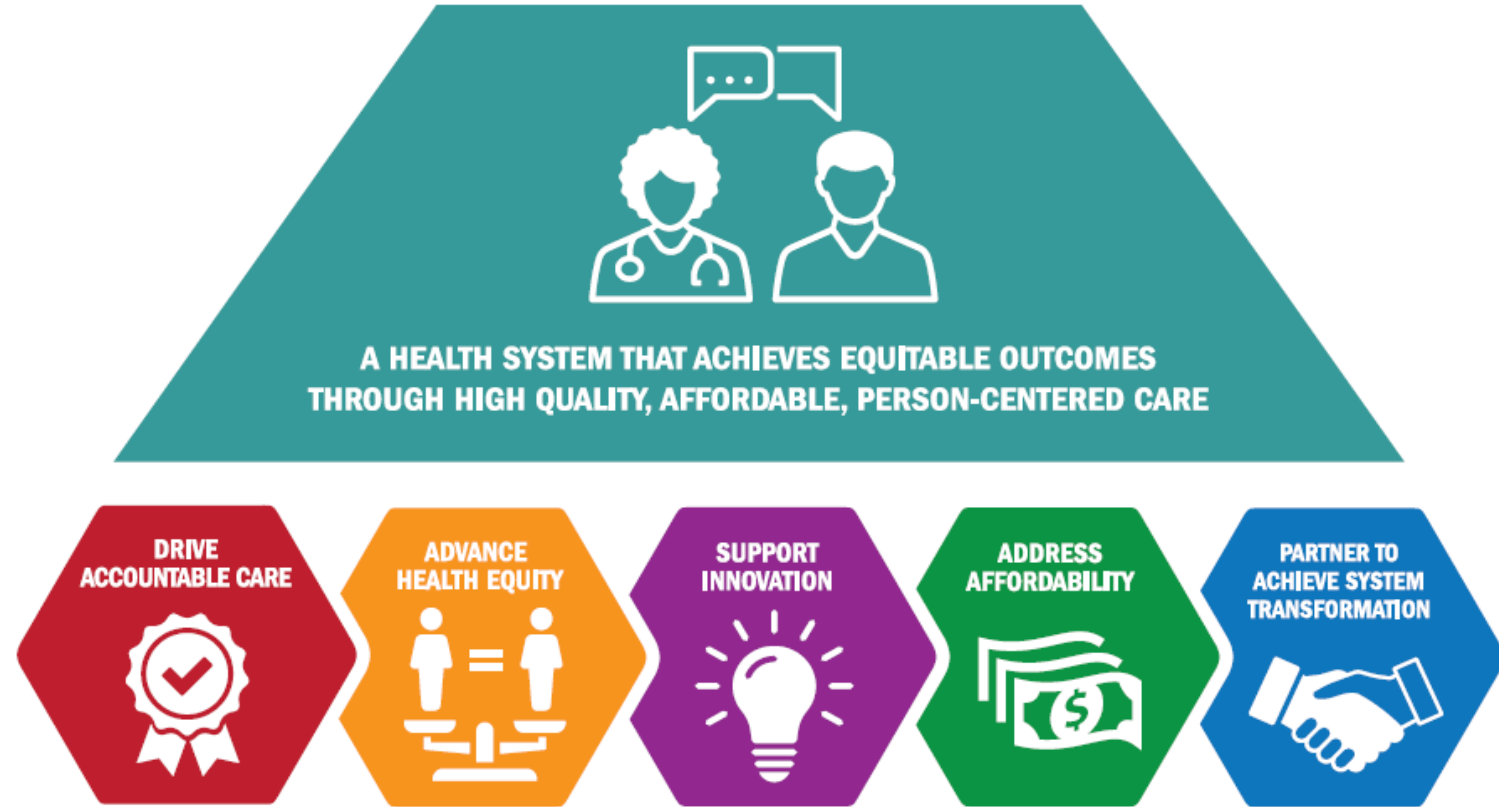 A HEALTH SYSTEM THAT ACHIEVES EQUITABLE OUTCOMES
THROUGH HIGH QUALITY, AFFORDABLE, PERSON-CENTERED CARE
DRIVE
ACCOUNTABLE CARE
ADVANCE
HEALTH EQUITY
=
SUPPORT
INNOVATION
ADDRESS
AFFORDABILITY
$
PARTNER TO
ACHIEVE SYSTEM
TRANSFORMATION